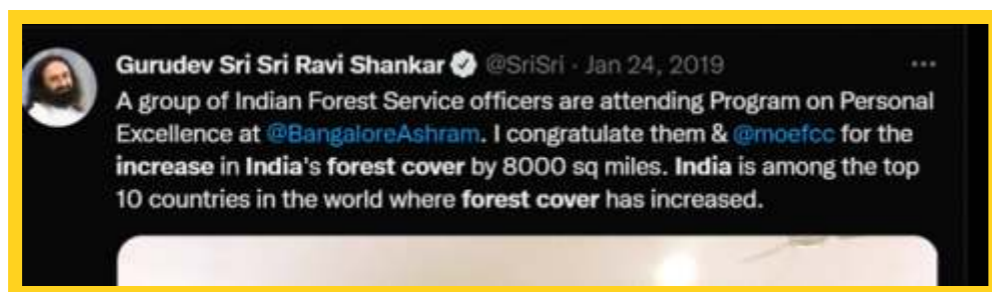 Gurudev Sri Sri Ravi Shankar @SriSri · Jan 24, 2019
A group of Indian Forest Service officers are attending Program on Personal
Excellence at @BangaloreAshram. I congratulate them & @moefcc for the
increase in India's forest cover by 8000 sq miles. India is among the top
10 countries in the world where forest cover has increased.